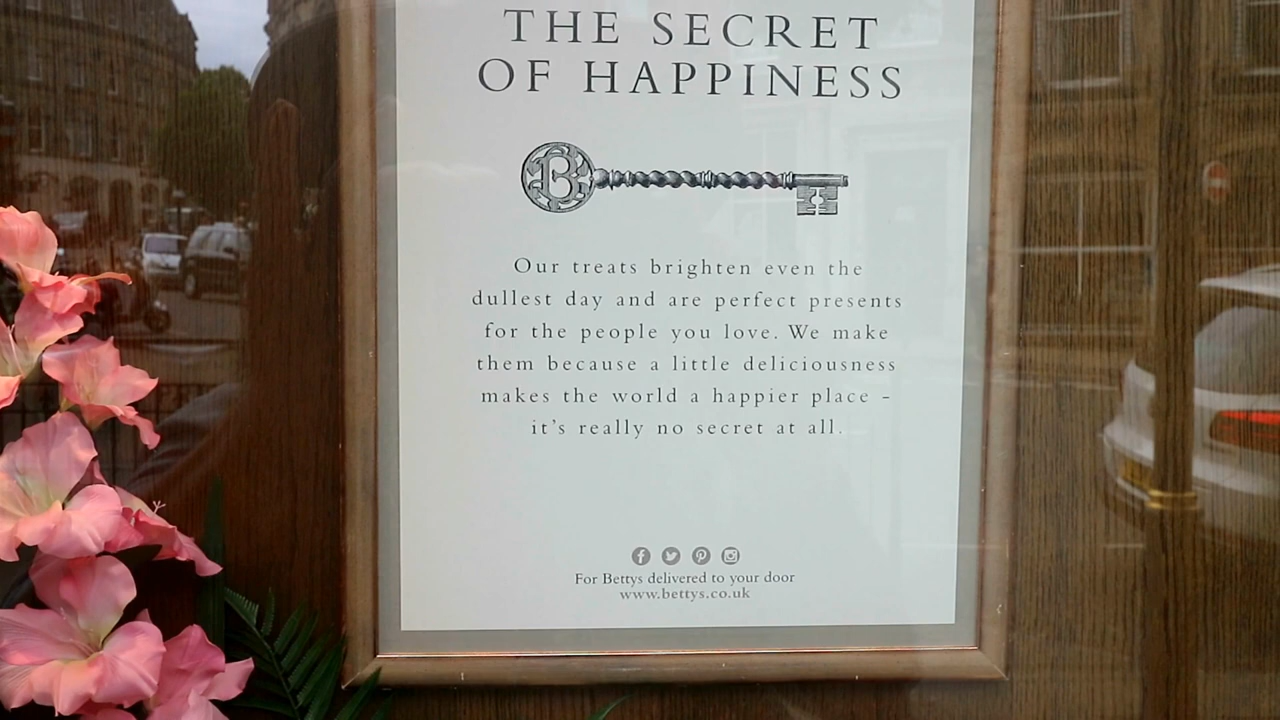 THE SECRET
OF HAPPINESS
B
Our treats brighten even the
dullest day and are perfect presents
for the people you love. We make
them because a little deliciousness
makes the world a happier place -
it's really no secret at all.
For Bettys delivered to your door
www.bettys.co.uk